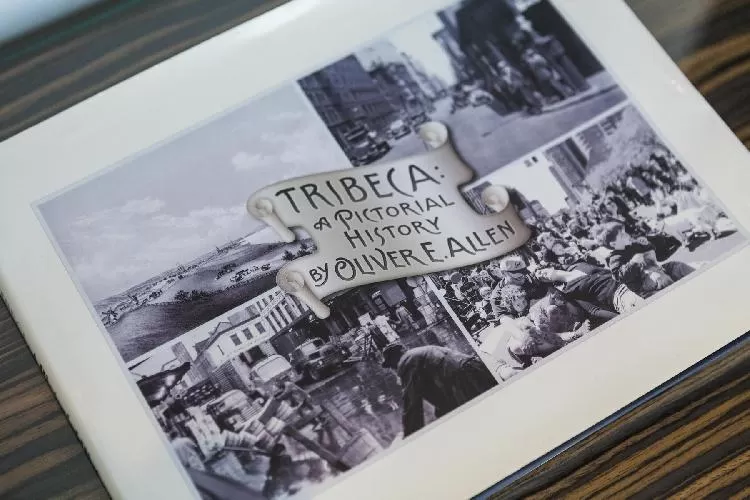 TRIBECA:
A PICTORIAL
HISTORY
BY OLIVER E. ALLEN